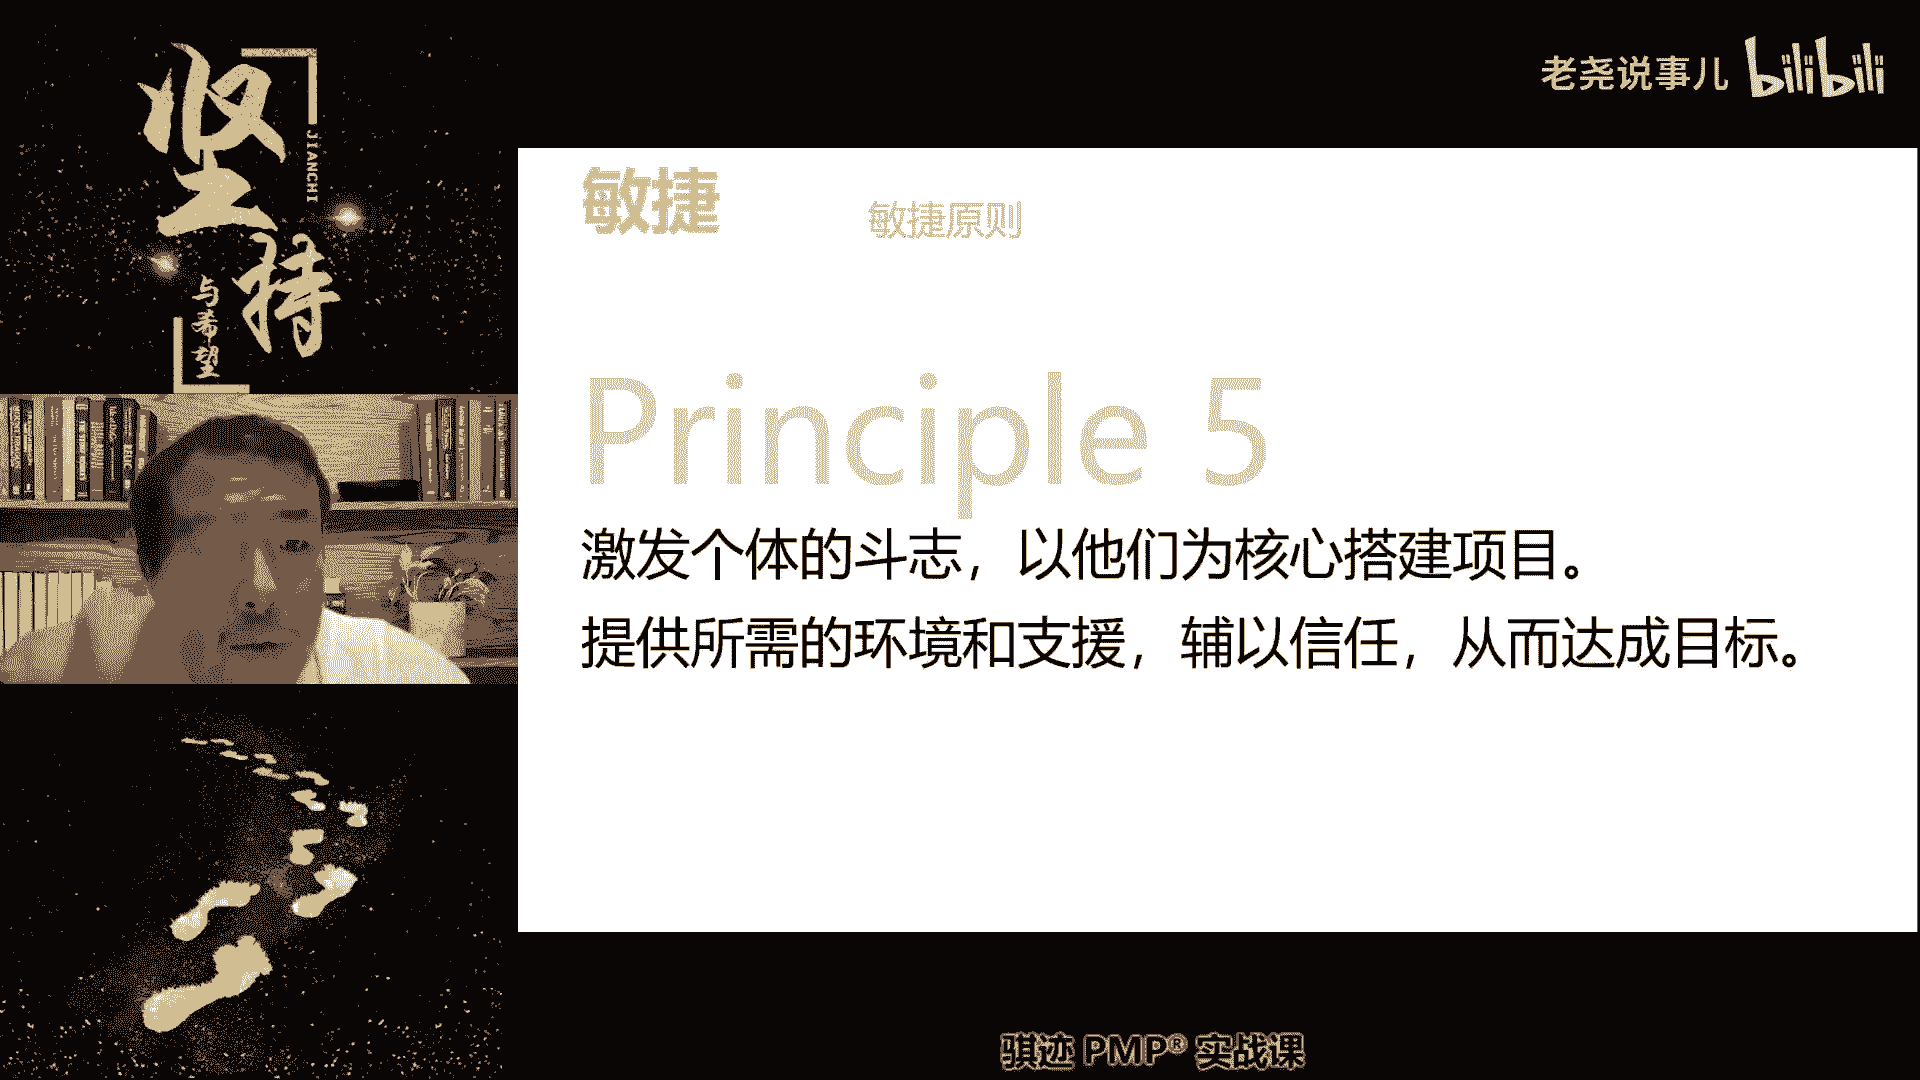 坚持
JIANCHI
与希望
老尧说事儿 bilibili
敏捷
敏捷原则
Principle 5
激发个体的斗志，以他们为核心搭建项目。
提供所需的环境和支援，辅以信任，从而达成目标。
骐迹 PMP® 实战课